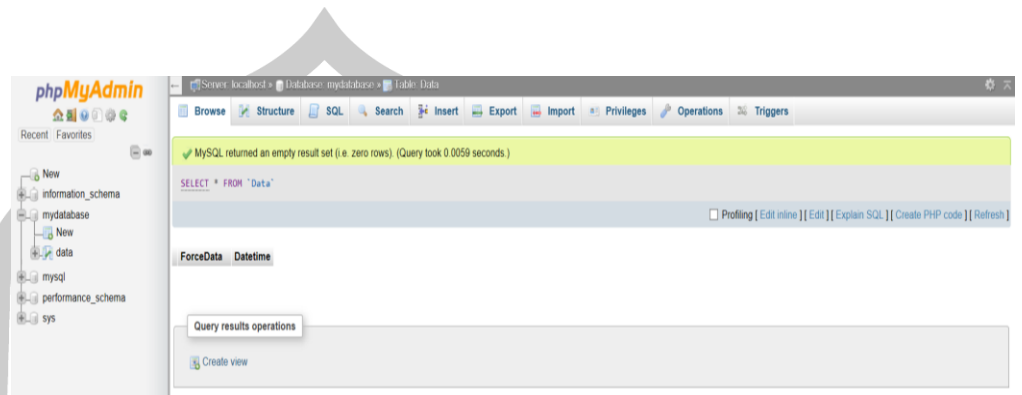 phpMyAdmin
Recent Favorites
New
information_schema
mydatabase
New
data
mysql
performance_schema
sys
Server: localhost » Database: mydatabase » Table: Data
Browse Structure SQL Search Insert Export Import Privileges Operations Triggers
MySQL returned an empty result set (i.e. zero rows). (Query took 0.0059 seconds.)
SELECT * FROM `Data`
Profiling [ Edit inline ] [ Edit ] [ Explain SQL ] [ Create PHP code ] [ Refresh ]
ForceData Datetime
Query results operations
Create view